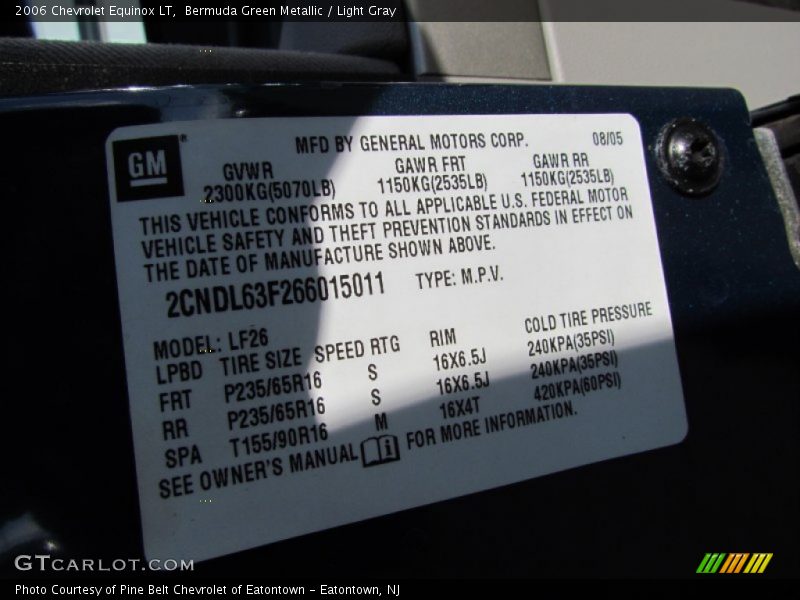 2006 Chevrolet Equinox LT,  Bermuda Green Metallic / Light Gray
GM®
MFD BY GENERAL MOTORS CORP. 08/05
GVWR GAWR FRT GAWR RR
2300KG(5070LB) 1150KG(2535LB) 1150KG(2535LB)
THIS VEHICLE CONFORMS TO ALL APPLICABLE U.S. FEDERAL MOTOR
VEHICLE SAFETY AND THEFT PREVENTION STANDARDS IN EFFECT ON
THE DATE OF MANUFACTURE SHOWN ABOVE.
2CNDL63F266015011 TYPE: M.P.V.
MODEL: LF26
LPBD TIRE SIZE SPEED RTG RIM COLD TIRE PRESSURE
FRT P235/65R16 S 16X6.5J 240KPA(35PSI)
RR P235/65R16 S 16X6.5J 240KPA(35PSI)
SPA T155/90R16 M 16X4T 420KPA(60PSI)
SEE OWNER'S MANUAL i FOR MORE INFORMATION.
GTCARLOT.COM
Photo Courtesy of Pine Belt Chevrolet of Eatontown - Eatontown, NJ